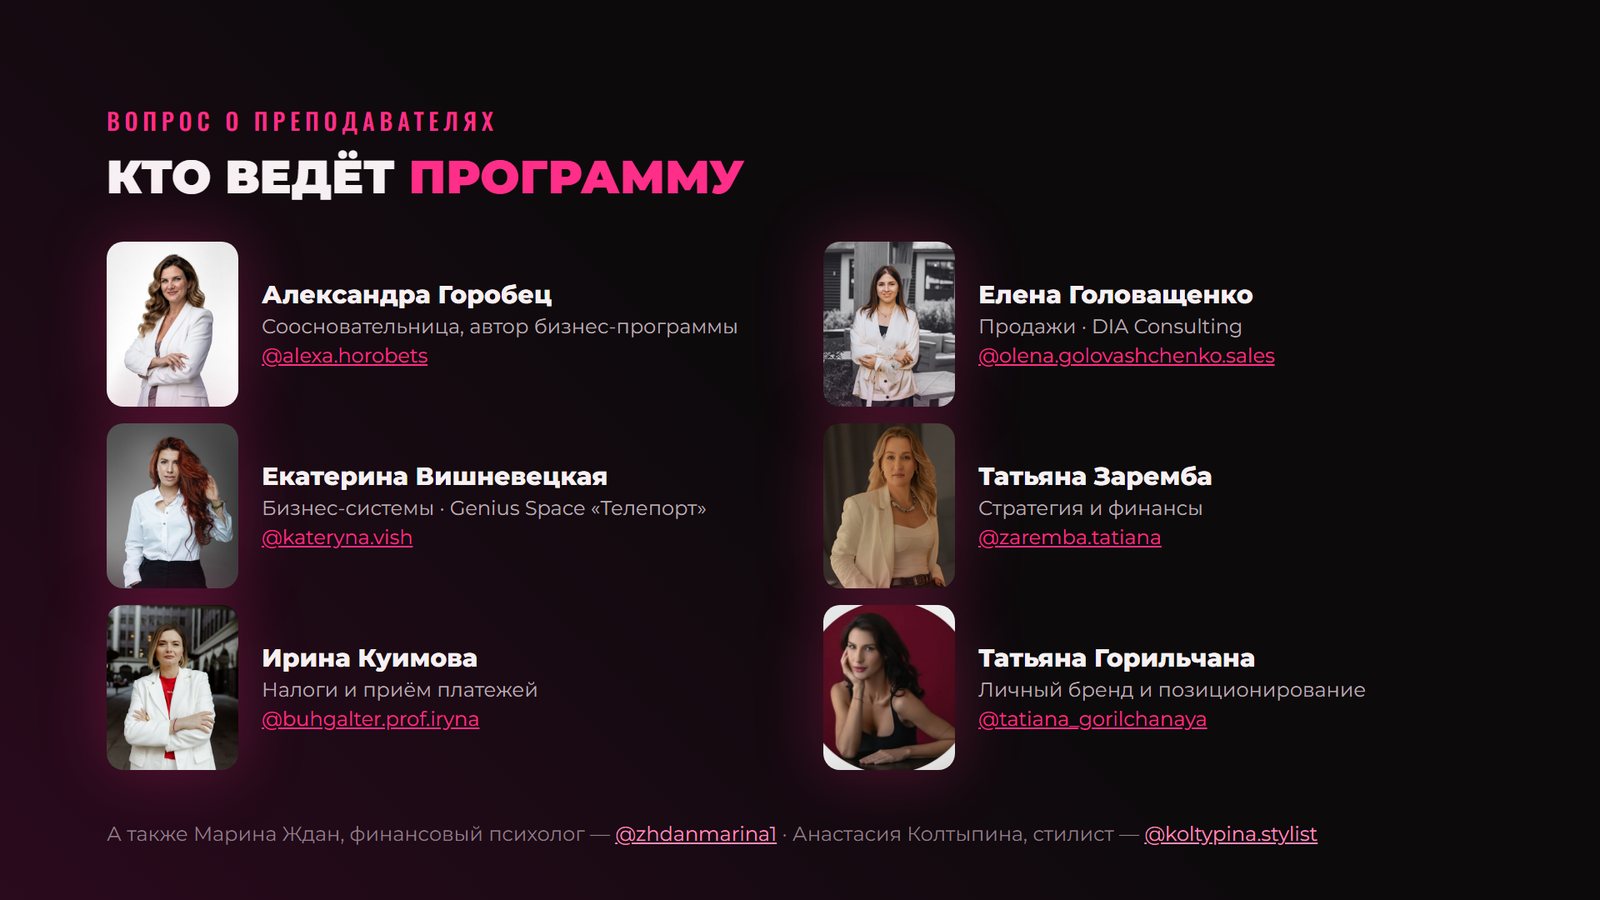 ВОПРОС О ПРЕПОДАВАТЕЛЯХ
КТО ВЕДЁТ ПРОГРАММУ
Александра Горобец
Сооснователь­ница, автор бизнес-программы
@alexa.horobets
Елена Головащенко
Продажи · DIA Consulting
@olena.golovashchenko.sales
Екатерина Вишневецкая
Бизнес-системы · Genius Space «Телепорт»
@kateryna.vish
Татьяна Заремба
Стратегия и финансы
@zaremba.tatiana
Ирина Куимова
Налоги и приём платежей
@buhgalter.prof.iryna
Татьяна Горильчана
Личный бренд и позиционирование
@tatiana_gorilchanaya
А также Марина Ждан, финансовый психолог — @zhdanmarina1 · Анастасия Колтыпина, стилист — @koltypina.stylist